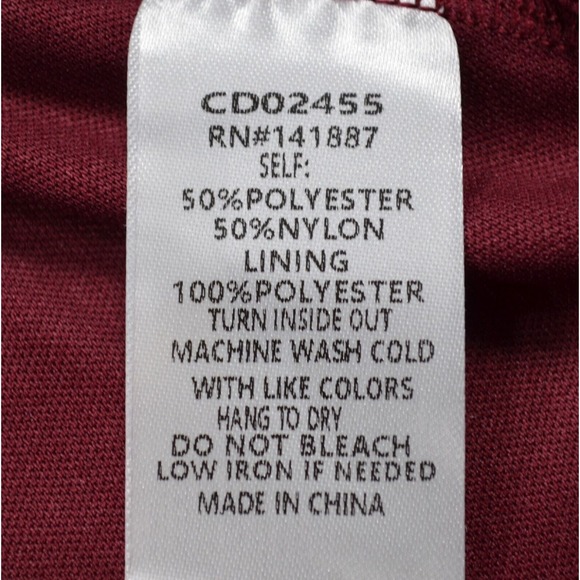 CD02455
RN#141887
SELF:
50%POLYESTER
50%NYLON
LINING
100%POLYESTER
TURN INSIDE OUT
MACHINE WASH COLD
WITH LIKE COLORS
HANG TO DRY
DO NOT BLEACH
LOW IRON IF NEEDED
MADE IN CHINA